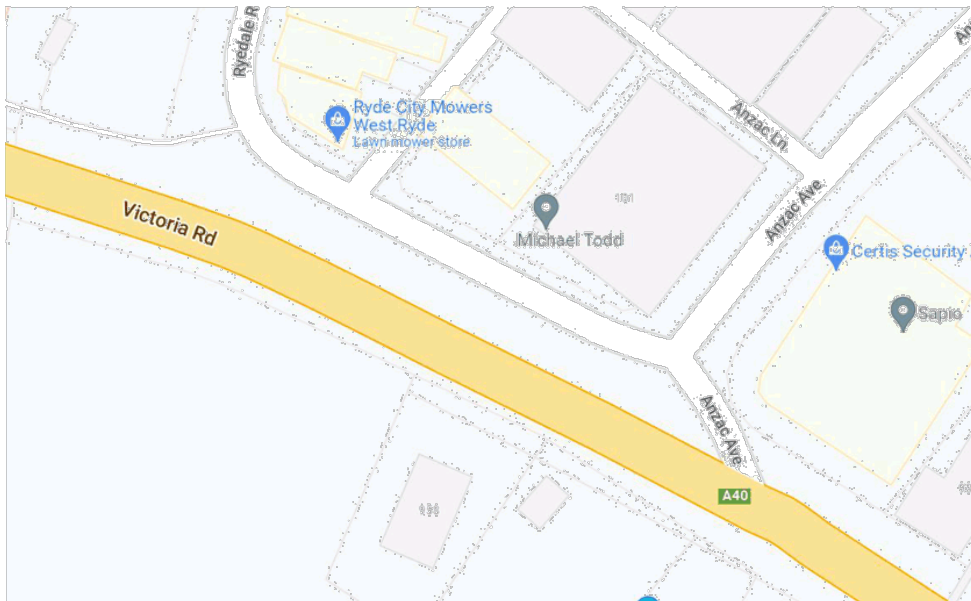 Ryedale R
An
Ryde City Mowers
West Ryde
Lawn mower store
Anzac Ln
Victoria Rd
Michael Todd
Anzac Ave
Certis Security
Sapio
Anzac Ave
A40